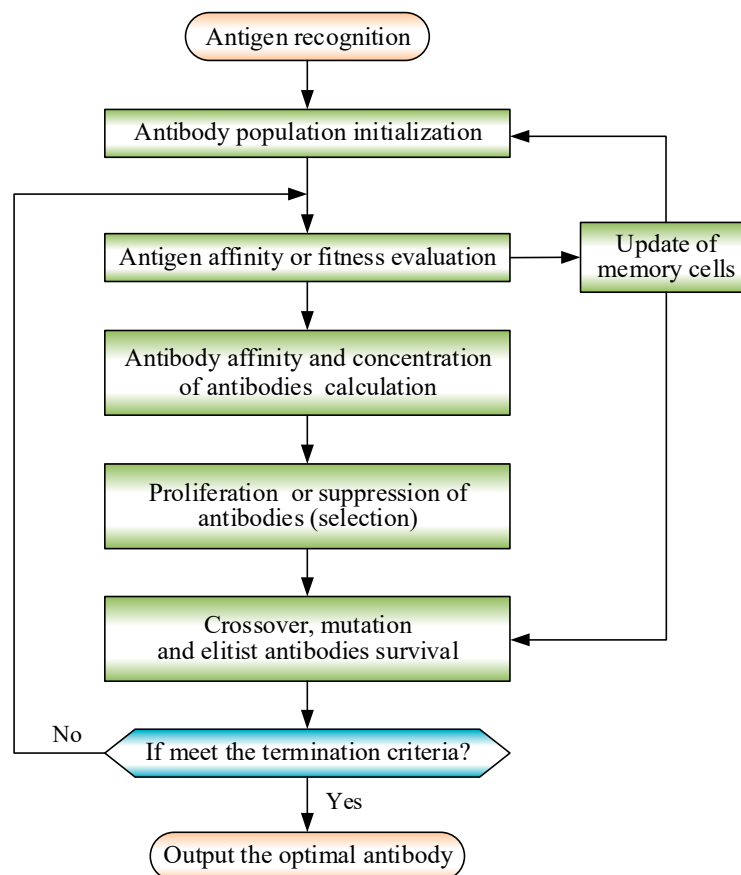 Antigen recognition
Antibody population initialization
Antigen affinity or fitness evaluation
Update of
memory cells
Antibody affinity and concentration
of antibodies calculation
Proliferation or suppression of
antibodies (selection)
Crossover, mutation
and elitist antibodies survival
No
If meet the termination criteria?
Yes
Output the optimal antibody